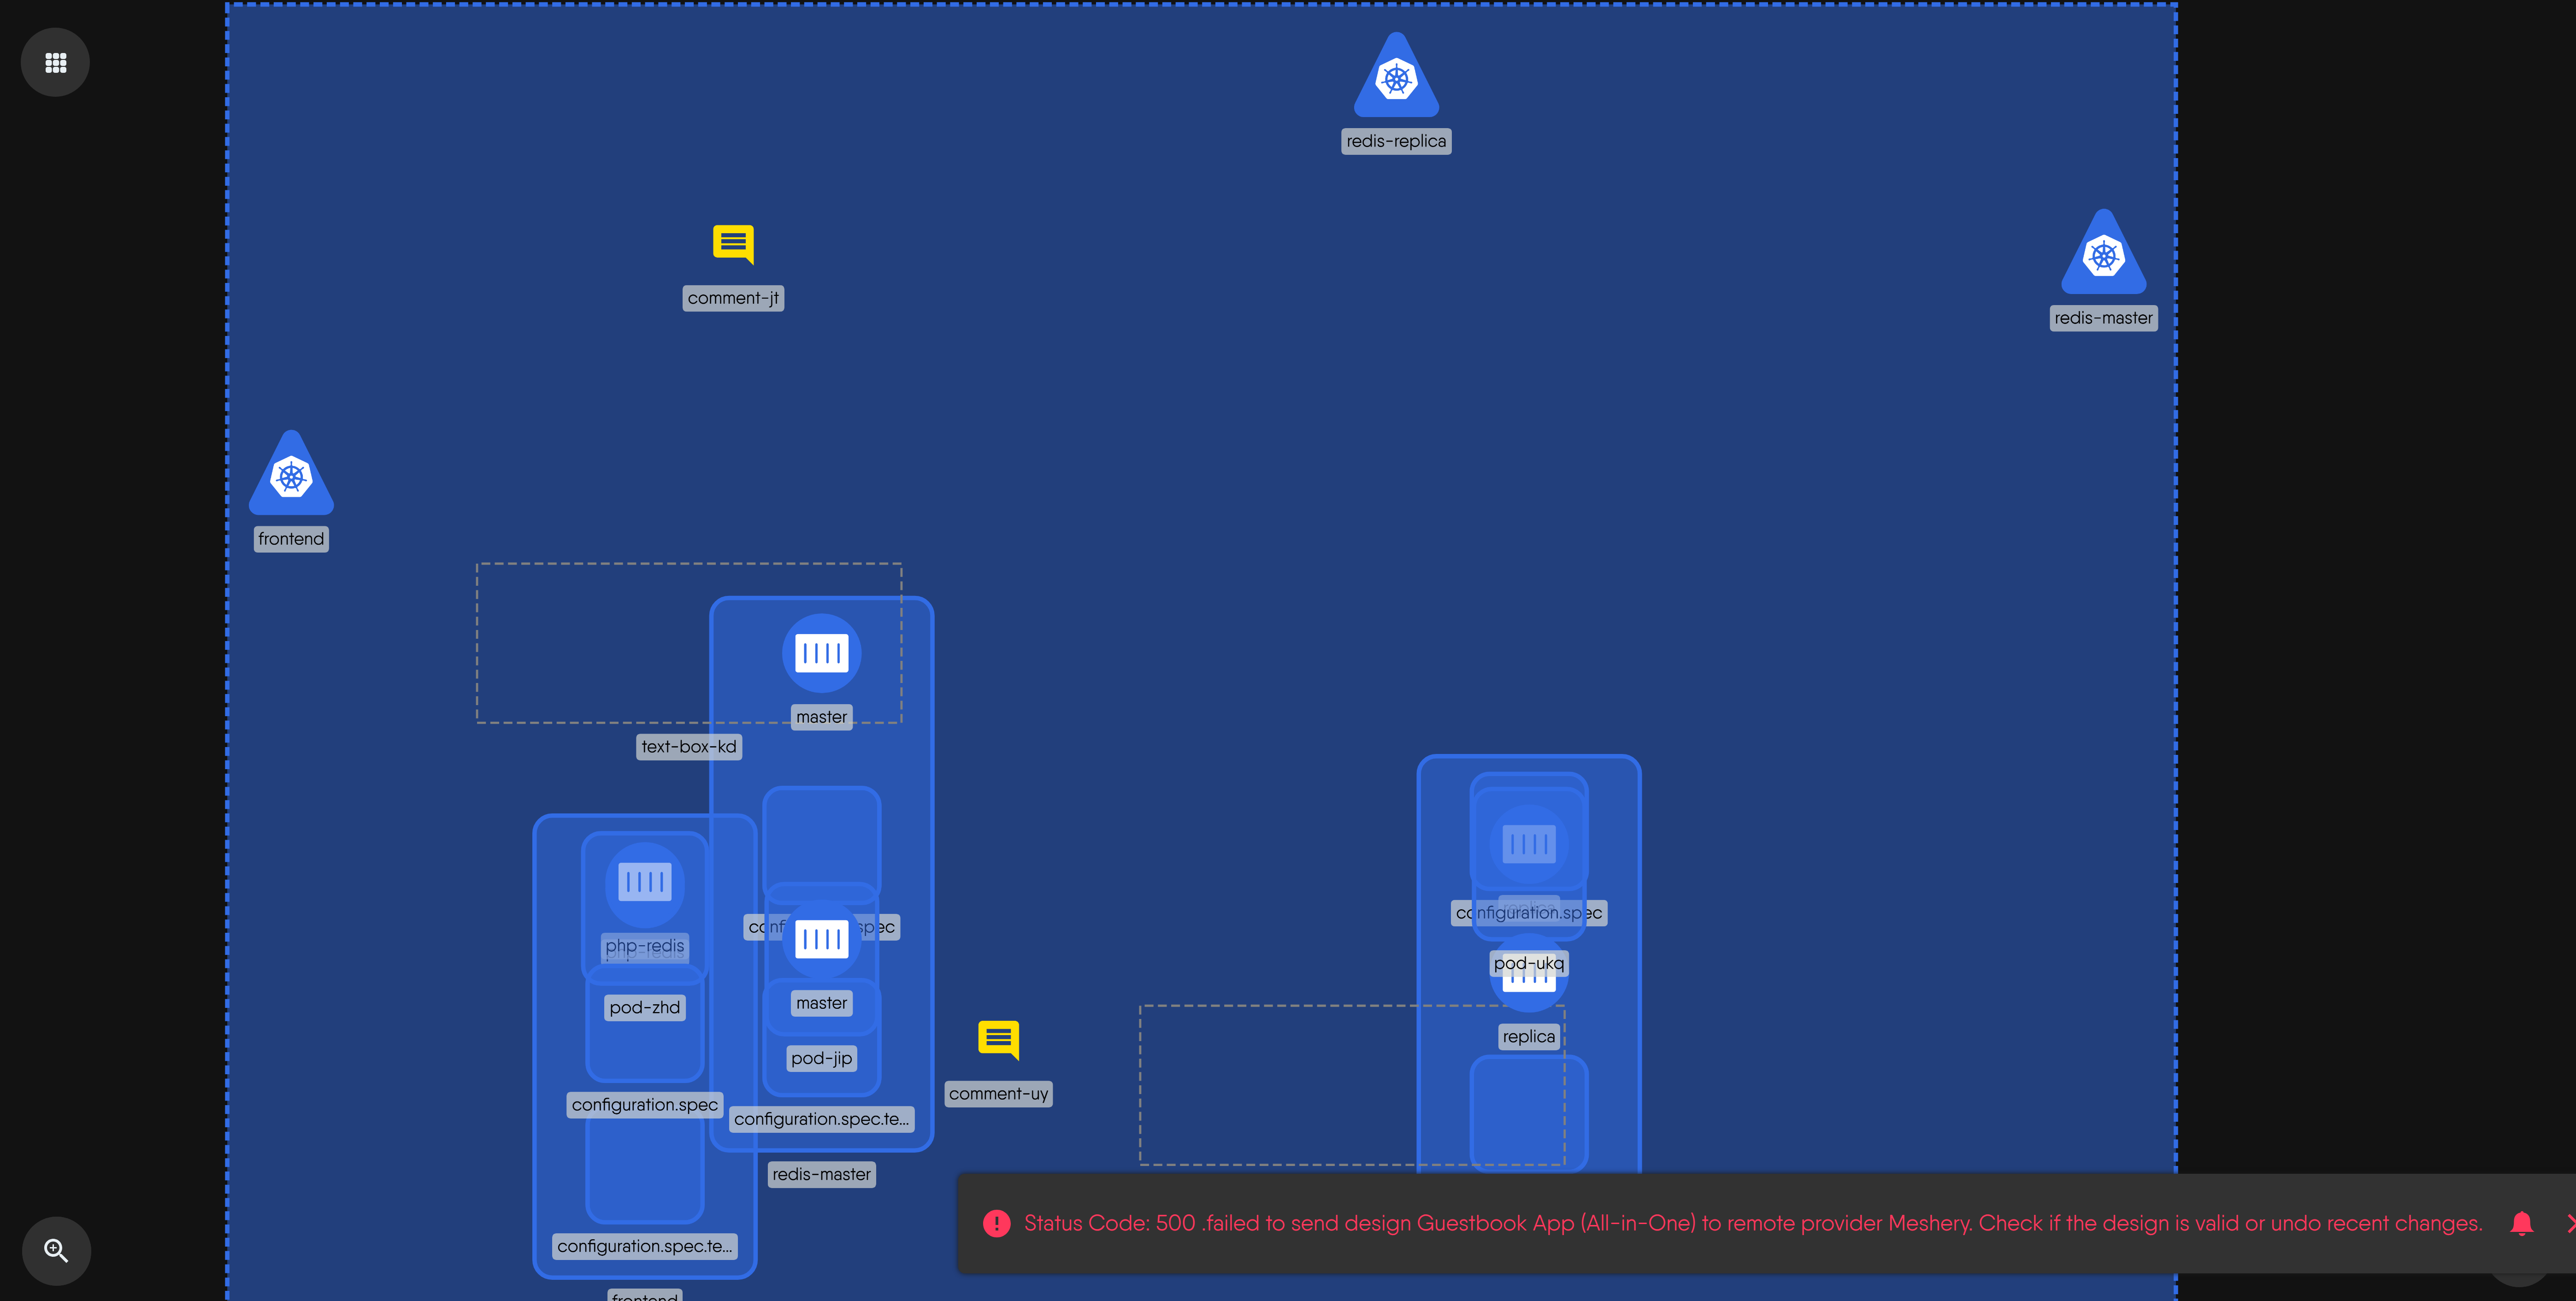 redis-replica
comment-jt
redis-master
frontend
master
text-box-kd
configuration.spec
php-redis
pod-zhd
master
pod-jip
pod-ukq
replica
configuration.spec
comment-uy
configuration.spec.te...
redis-master
Status Code: 500 .failed to send design Guestbook App (All-in-One) to remote provider Meshery. Check if the design is valid or undo recent changes.
configuration.spec.te...
frontend